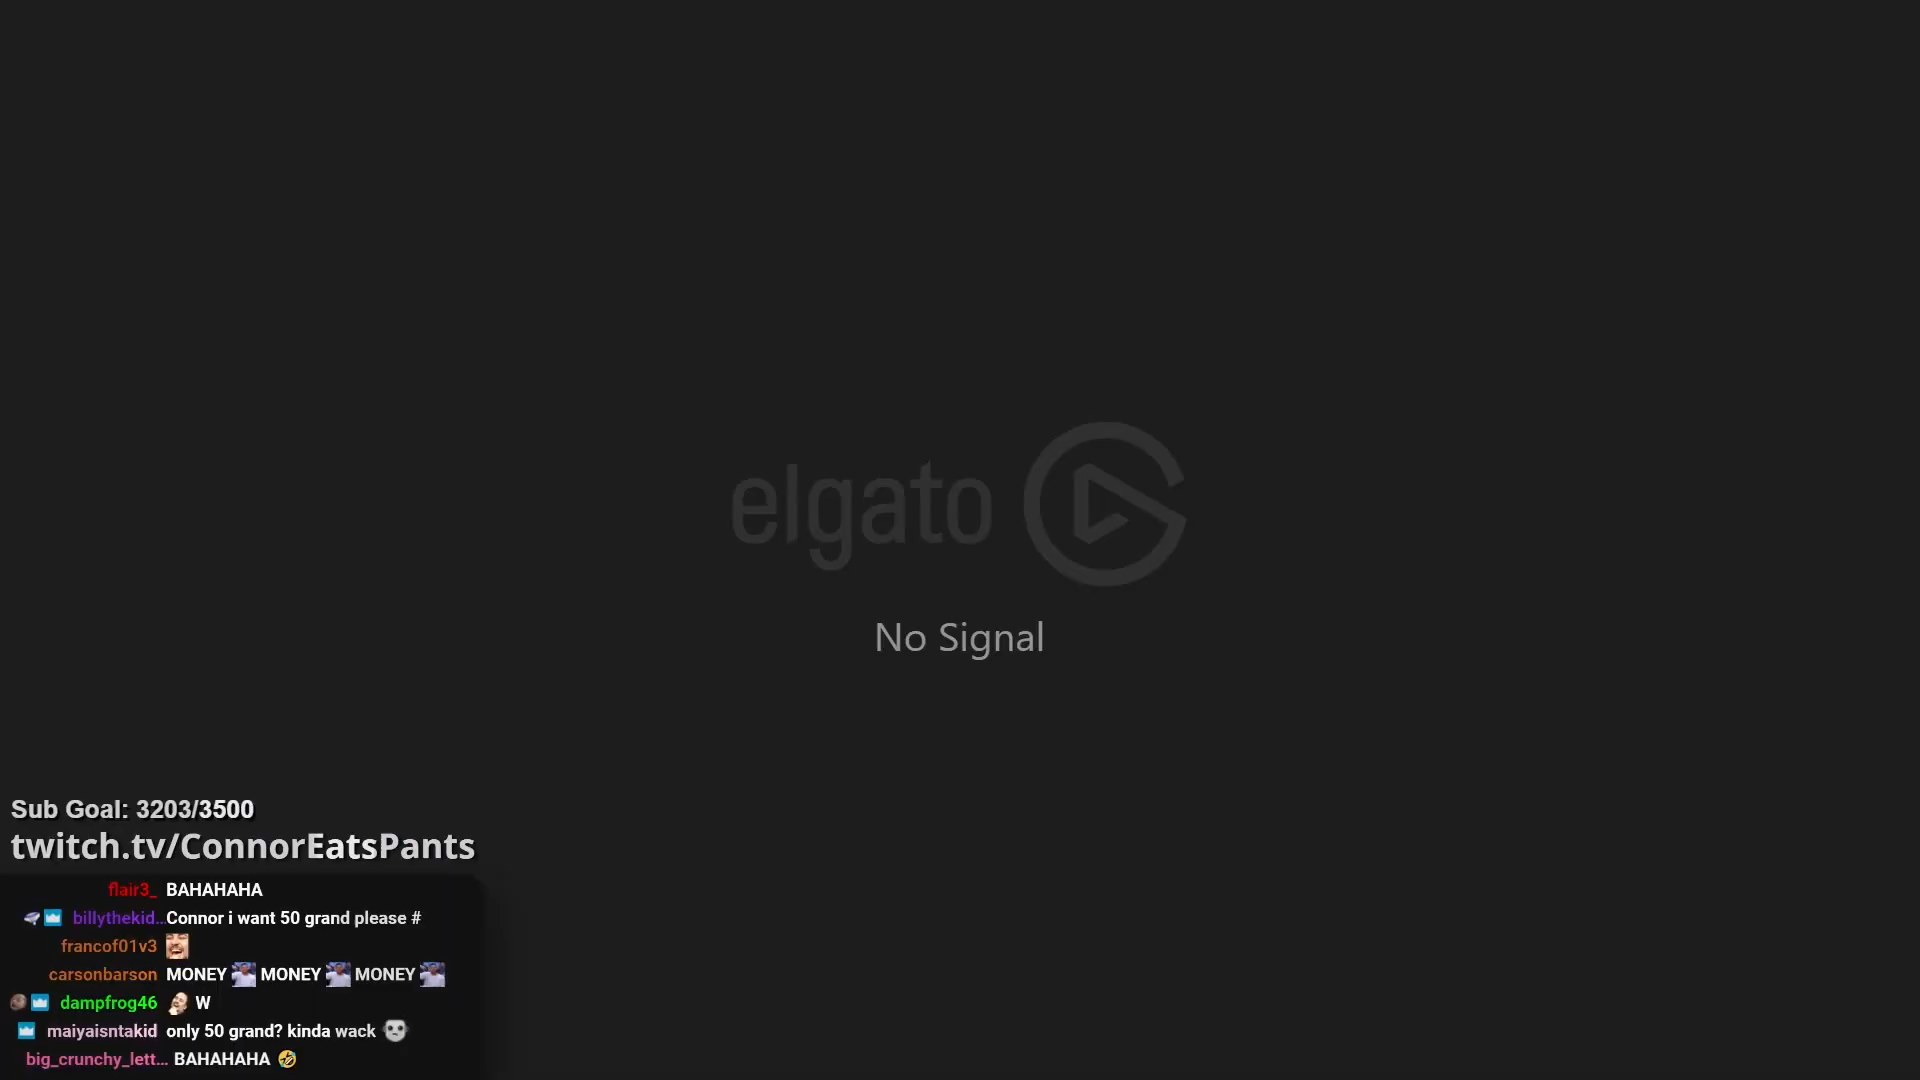 elgato
No Signal
Sub Goal: 3203/3500
twitch.tv/ConnorEatsPants
flair3_ BAHAHAHA
billythekid... Connor i want 50 grand please #
francof01v3
carsonbarson MONEY MONEY MONEY
dampfrog46 W
maiyaisntakid only 50 grand? kinda wack
big_crunchy_lett... BAHAHAHA 🤣